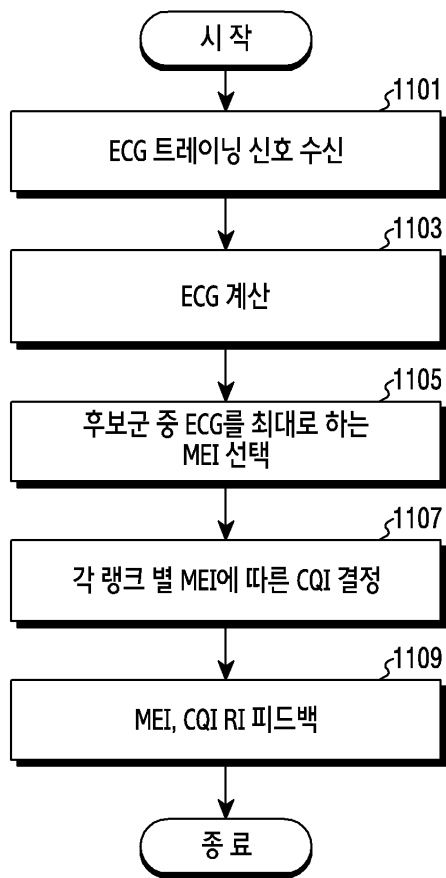 시 작
1101
ECG 트레이닝 신호 수신
1103
ECG 계산
1105
후보군 중 ECG를 최대로 하는
MEI 선택
1107
각 랭크 별 MEI에 따른 CQI 결정
1109
MEI, CQI RI 피드백
종 료